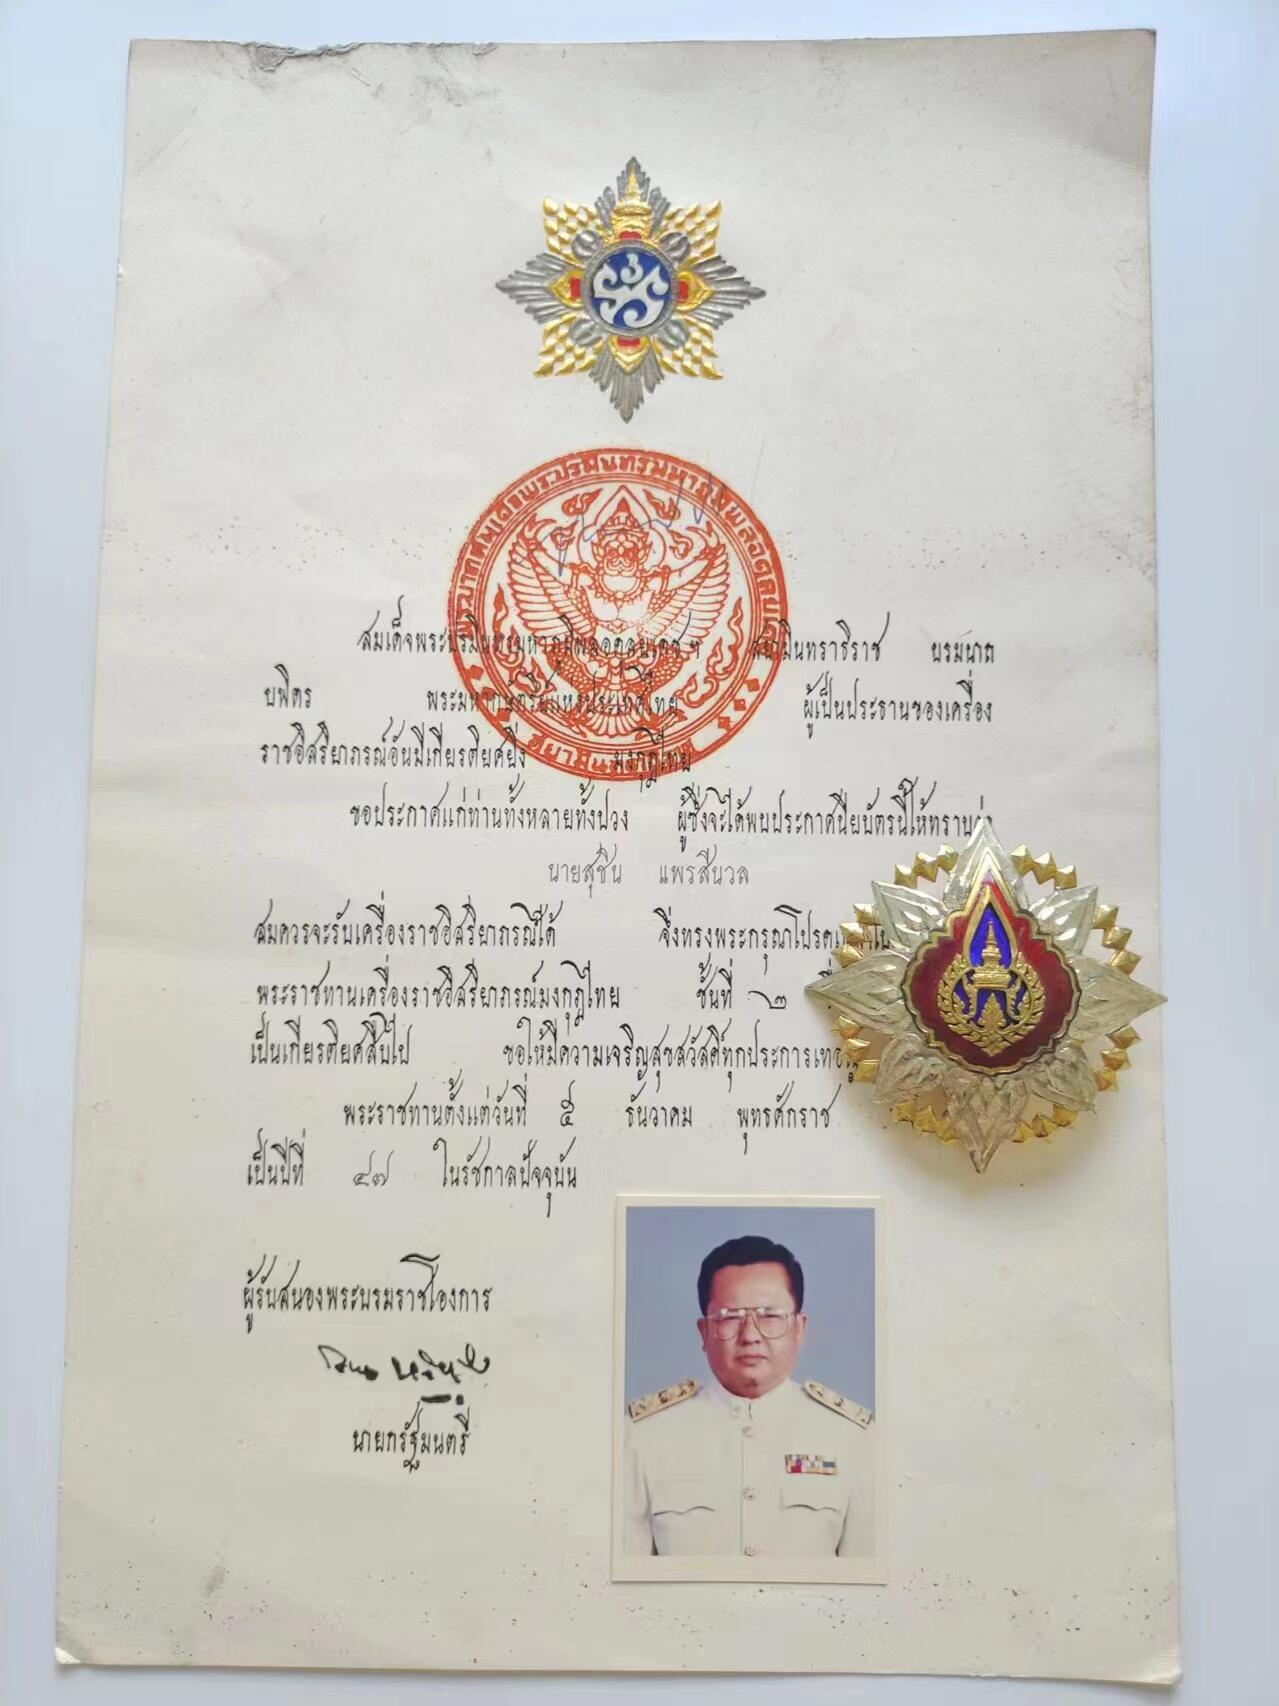 สมเด็จพระปรมินทรมหาภูมิพลอดุลยเดช ฯ สยามินทราธิราช บรมนาถ
บพิตร พระมหากษัตริย์แห่งประเทศไทย ผู้เป็นประธานของเครื่อง
ราชอิสริยาภรณ์อันมีเกียรติยศยิ่ง มงกุฎไทย
ขอประกาศแก่ท่านทั้งหลายทั้งปวง ผู้ซึ่งจะได้พบประกาศนียบัตรนี้ให้ทราบว่า
นายสุชิน แพรสีนวล
สมควรจะรับเครื่องราชอิสริยาภรณ์ได้ จึ่งทรงพระกรุณาโปรด
พระราชทานเครื่องราชอิสริยาภรณ์มงกุฎไทย ชั้นที่ ๒
เป็นเกียรติยศสืบไป ขอให้มีความเจริญสุขสวัสดิ์ทุกประการเทอญ
พระราชทานตั้งแต่วันที่ ๕ ธันวาคม พุทธศักราช
เป็นปีที่ ๔๗ ในรัชกาลปัจจุบัน
ผู้รับสนองพระบรมราชโองการ
นายกรัฐมนตรี